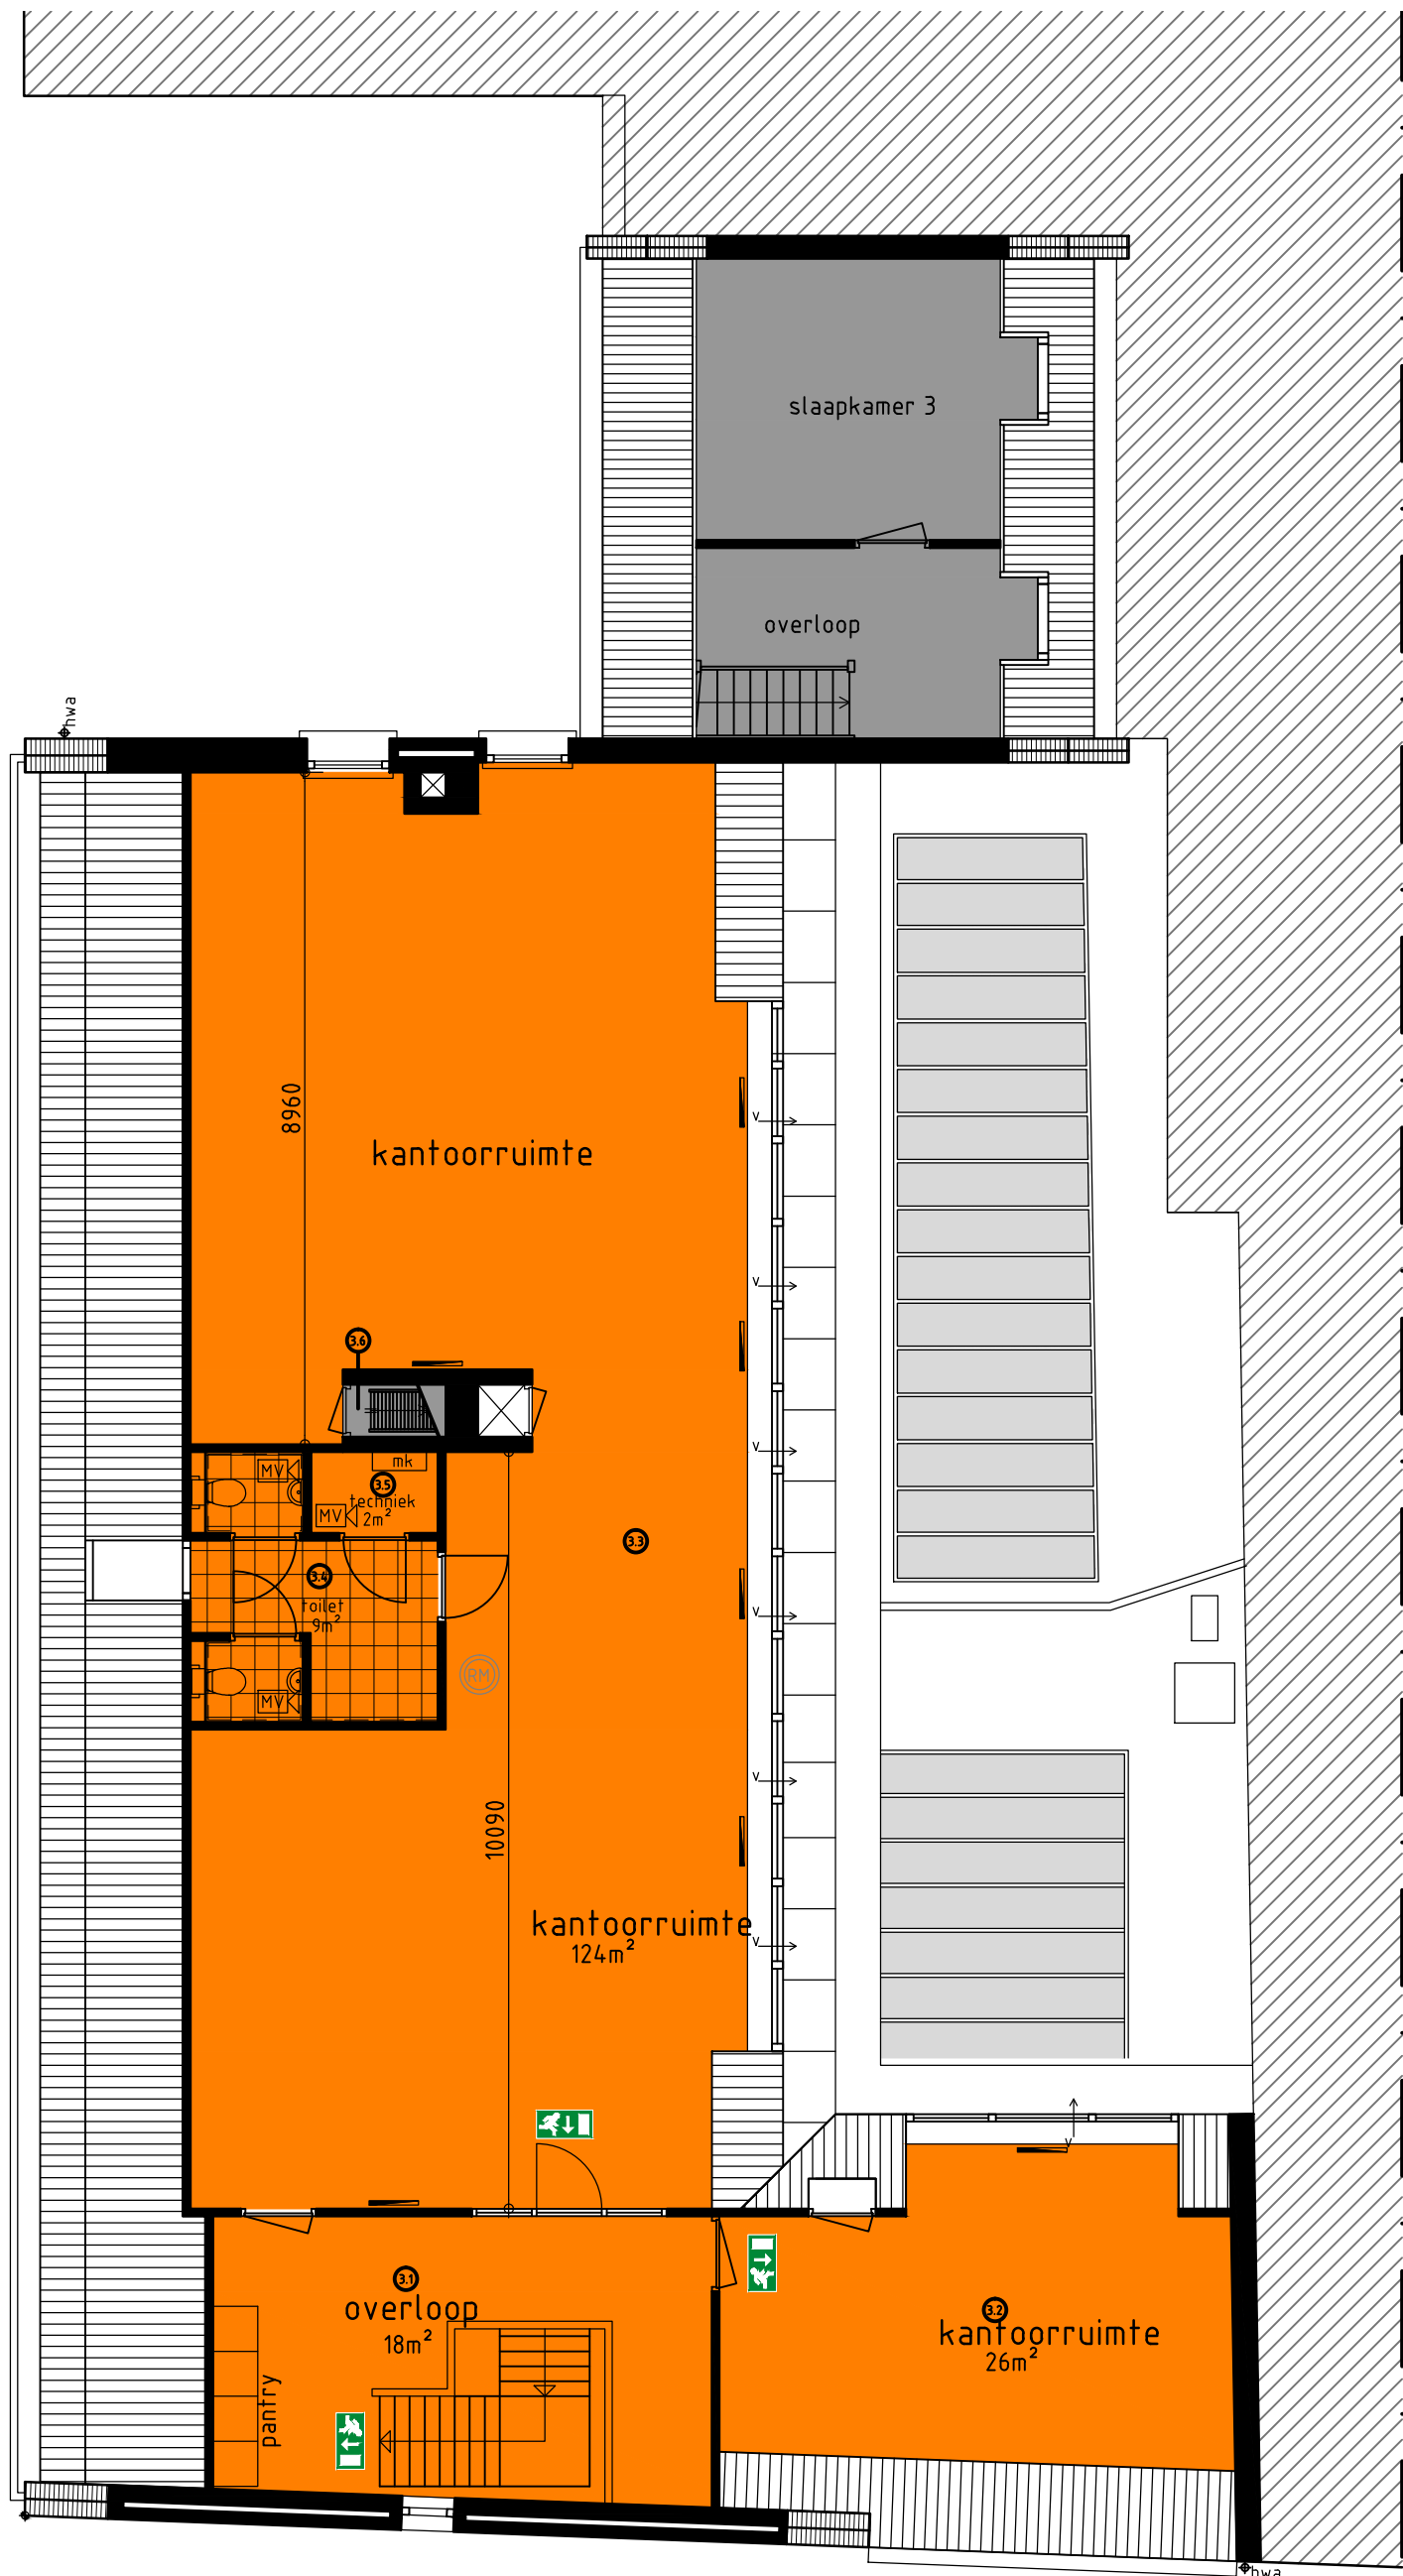 slaapkamer 3
overloop
hwa
8960
kantoorruimte
3.6
mk
MV
3.5
techniek
2m²
MV
3.3
3.4
toilet
9m²
RM
MV
10090
kantoorruimte
124m²
v
v
v
v
v
v
v
3.1
overloop
18m²
3.2
kantoorruimte
26m²
pantry
hwa